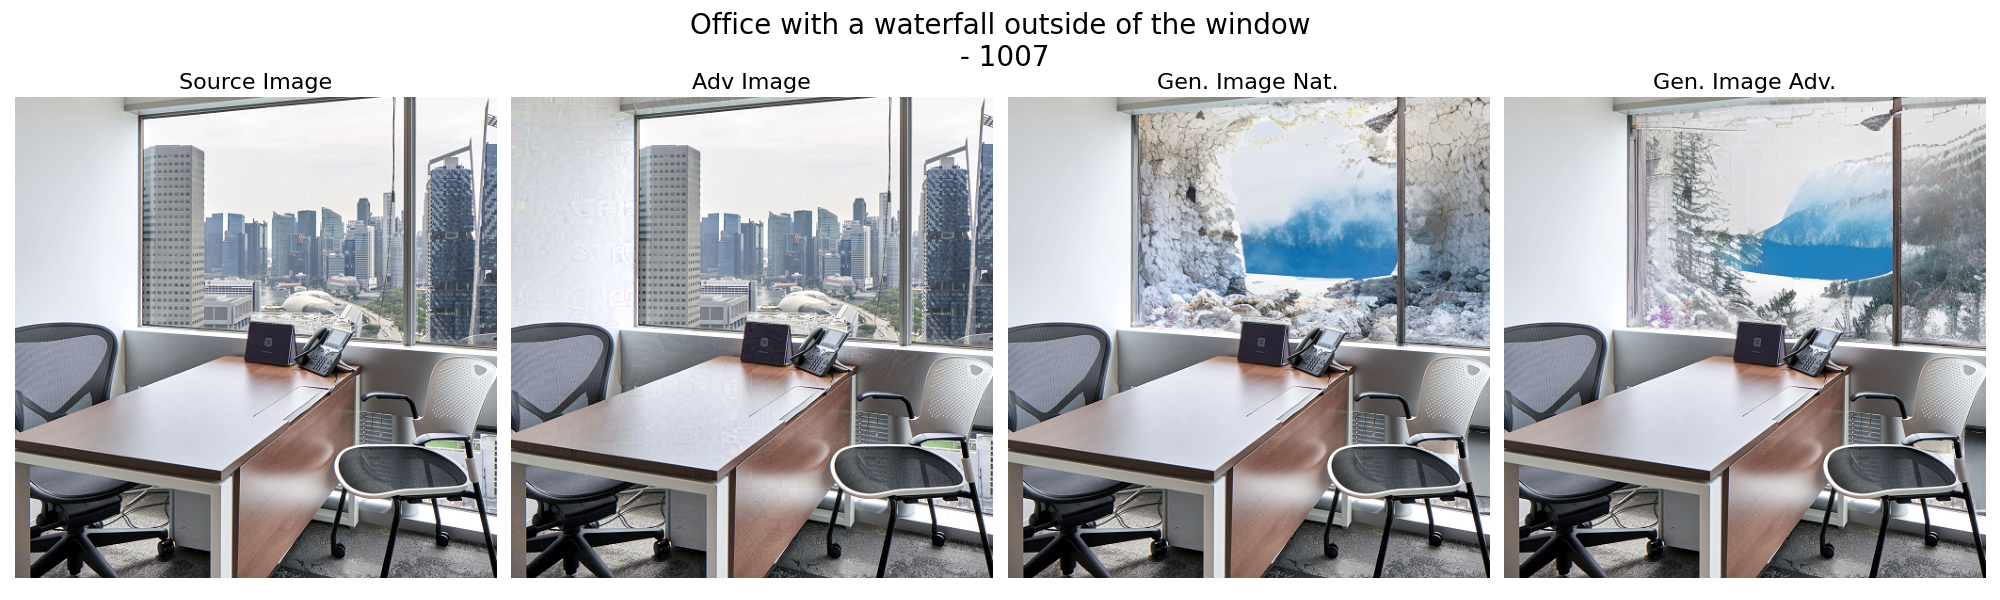 Office with a waterfall outside of the window
- 1007
Source Image
Adv Image
Gen. Image Nat.
Gen. Image Adv.